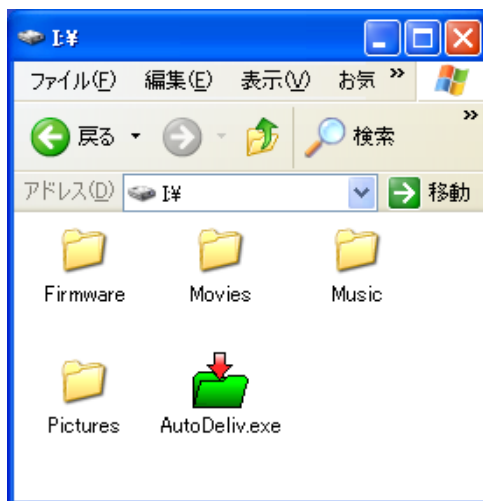 I:¥
ファイル(F) 編集(E) 表示(V) お気 »
戻る 検索 »
アドレス(D) I:¥ 移動
Firmware Movies Music
Pictures AutoDeliv.exe